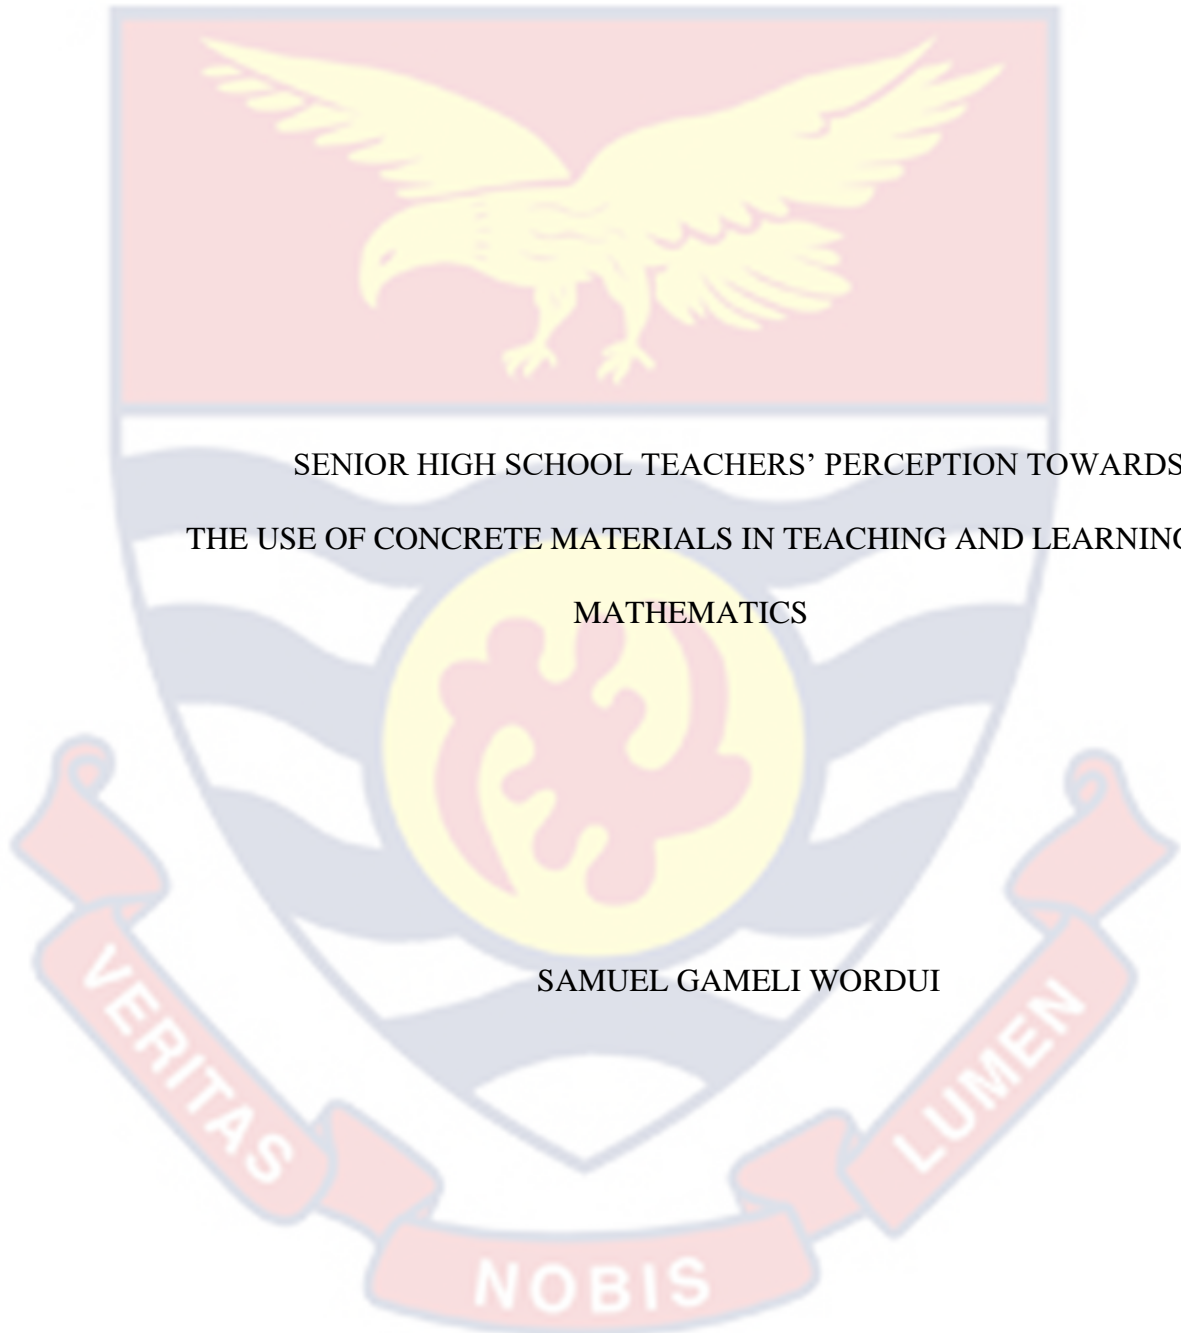 SENIOR HIGH SCHOOL TEACHERS’ PERCEPTION TOWARDS
THE USE OF CONCRETE MATERIALS IN TEACHING AND LEARNING
MATHEMATICS
SAMUEL GAMELI WORDUI
VERITAS
NOBIS
LUMEN